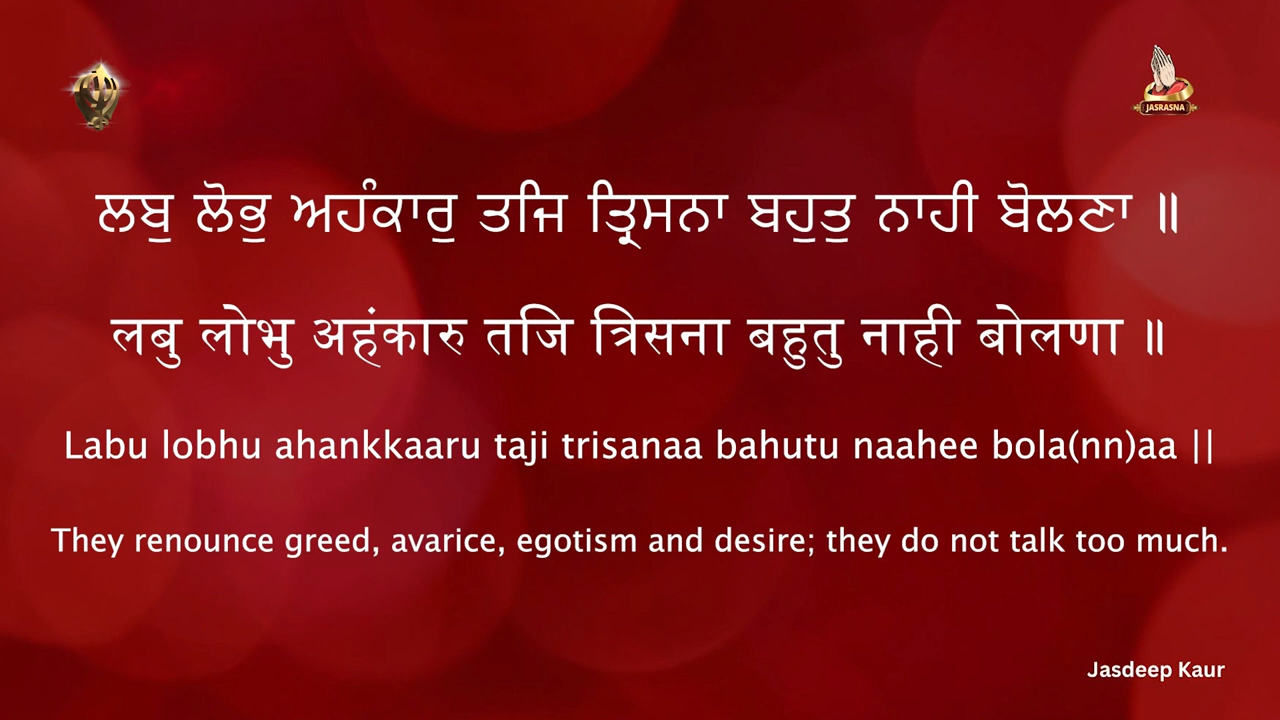 JASRASNA
ਲਬੁ ਲੋਭੁ ਅਹੰਕਾਰੁ ਤਜਿ ਤ੍ਰਿਸਨਾ ਬਹੁਤੁ ਨਾਹੀ ਬੋਲਣਾ ॥
लबु लोभु अहंकारु तजि त्रिसना बहुतु नाही बोलणा ॥
Labu lobhu ahankkaaru taji trisanaa bahutu naahee bola(nn)aa ||
They renounce greed, avarice, egotism and desire; they do not talk too much.
Jasdeep Kaur